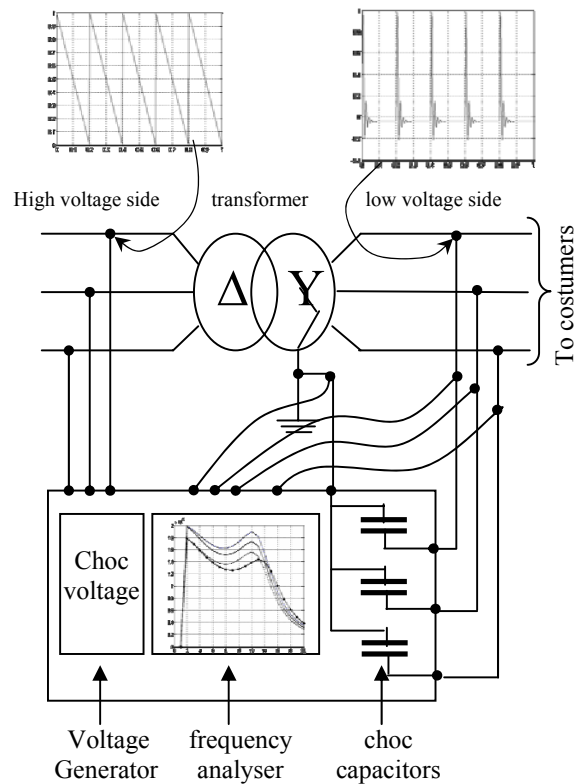 High voltage side
transformer
low voltage side
Δ
Y
To costumers
Choc
voltage
Voltage
Generator
frequency
analyser
choc
capacitors